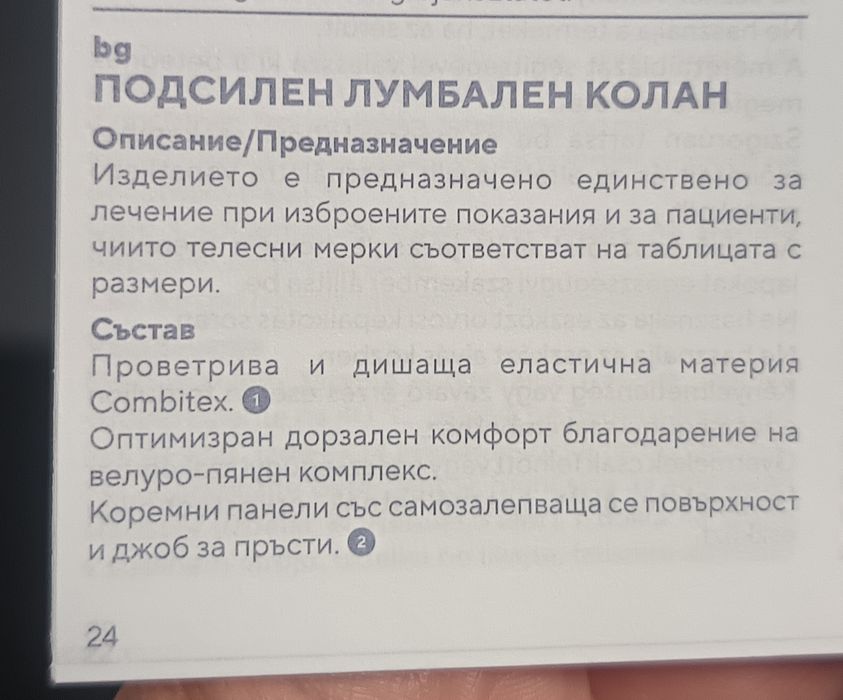 bg
ПОДСИЛЕН ЛУМБАЛЕН КОЛАН
Описание/Предназначение
Изделието е предназначено единствено за
лечение при изброените показания и за пациенти,
чиито телесни мерки съответстват на таблицата с
размери.
Състав
Проветрива и дишаща еластична материя
Combitex. 1
Оптимизран дорзален комфорт благодарение на
велуро-пянен комплекс.
Коремни панели със самозалепваща се повърхност
и джоб за пръсти. 2
24